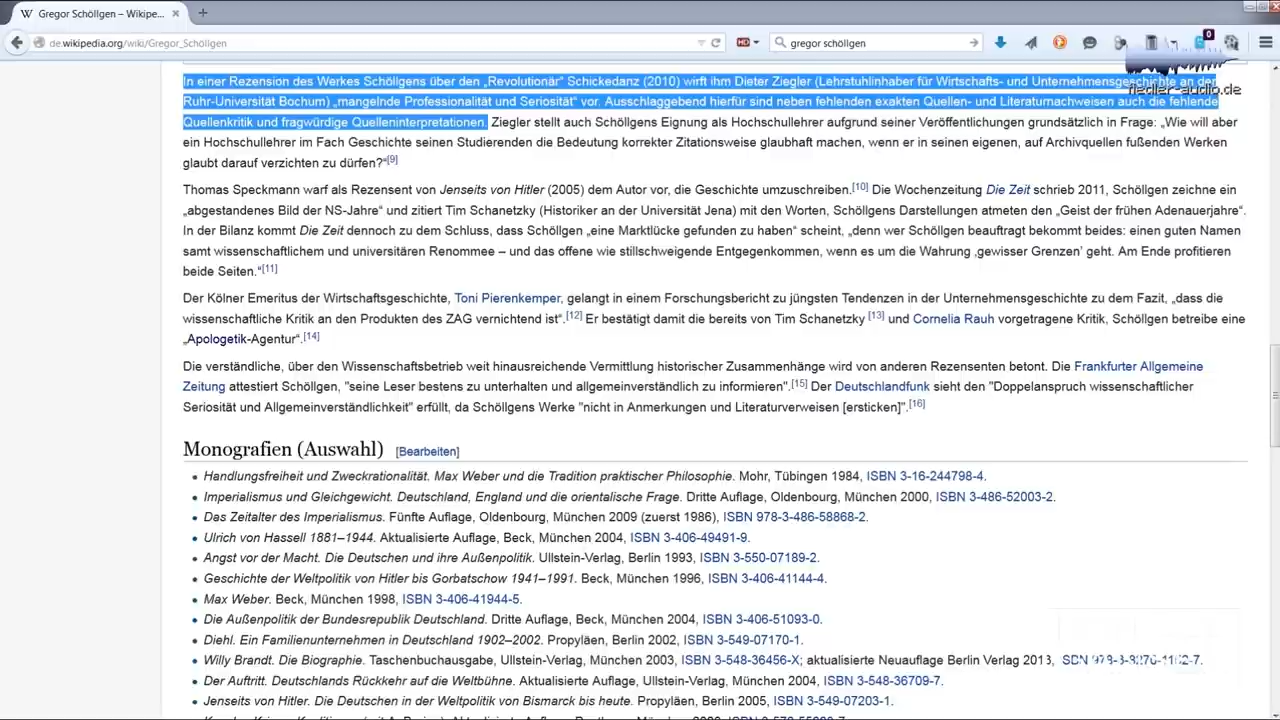 Gregor Schöllgen – Wikipe...
de.wikipedia.org/wiki/Gregor_Schöllgen
gregor schöllgen
0
In einer Rezension des Werkes Schöllgens über den „Revolutionär“ Schickedanz (2010) wirft ihm Dieter Ziegler (Lehrstuhlinhaber für Wirtschafts- und Unternehmensgeschichte an der
Ruhr-Universität Bochum) „mangelnde Professionalität und Seriosität“ vor. Ausschlaggebend hierfür sind neben fehlenden exakten Quellen- und Literaturnachweisen auch die fehlende
Quellenkritik und fragwürdige Quelleninterpretationen. Ziegler stellt auch Schöllgens Eignung als Hochschullehrer aufgrund seiner Veröffentlichungen grundsätzlich in Frage: „Wie will aber
ein Hochschullehrer im Fach Geschichte seinen Studierenden die Bedeutung korrekter Zitationsweise glaubhaft machen, wenn er in seinen eigenen, auf Archivquellen fußenden Werken
glaubt darauf verzichten zu dürfen?“[9]
Thomas Speckmann warf als Rezensent von Jenseits von Hitler (2005) dem Autor vor, die Geschichte umzuschreiben.[10] Die Wochenzeitung Die Zeit schrieb 2011, Schöllgen zeichne ein
„abgestandenes Bild der NS-Jahre“ und zitiert Tim Schanetzky (Historiker an der Universität Jena) mit den Worten, Schöllgens Darstellungen atmeten den „Geist der frühen Adenauerjahre“.
In der Bilanz kommt Die Zeit dennoch zu dem Schluss, dass Schöllgen „eine Marktlücke gefunden zu haben“ scheint, „denn wer Schöllgen beauftragt bekommt beides: einen guten Namen
samt wissenschaftlichem und universitären Renommee – und das offene wie stillschweigende Entgegenkommen, wenn es um die Wahrung ‚gewisser Grenzen’ geht. Am Ende profitieren
beide Seiten.“[11]
Der Kölner Emeritus der Wirtschaftsgeschichte, Toni Pierenkemper, gelangt in einem Forschungsbericht zu jüngsten Tendenzen in der Unternehmensgeschichte zu dem Fazit, „dass die
wissenschaftliche Kritik an den Produkten des ZAG vernichtend ist“.[12] Er bestätigt damit die bereits von Tim Schanetzky [13] und Cornelia Rauh vorgetragene Kritik, Schöllgen betreibe eine
„Apologetik-Agentur“.[14]
Die verständliche, über den Wissenschaftsbetrieb weit hinausreichende Vermittlung historischer Zusammenhänge wird von anderen Rezensenten betont. Die Frankfurter Allgemeine
Zeitung attestiert Schöllgen, "seine Leser bestens zu unterhalten und allgemeinverständlich zu informieren".[15] Der Deutschlandfunk sieht den "Doppelanspruch wissenschaftlicher
Seriosität und Allgemeinverständlichkeit" erfüllt, da Schöllgens Werke "nicht in Anmerkungen und Literaturverweisen [ersticken]".[16]
Monografien (Auswahl) [Bearbeiten]
Handlungsfreiheit und Zweckrationalität. Max Weber und die Tradition praktischer Philosophie. Mohr, Tübingen 1984, ISBN 3-16-244798-4.
Imperialismus und Gleichgewicht. Deutschland, England und die orientalische Frage. Dritte Auflage, Oldenbourg, München 2000, ISBN 3-486-52003-2.
Das Zeitalter des Imperialismus. Fünfte Auflage, Oldenbourg, München 2009 (zuerst 1986), ISBN 978-3-486-58868-2.
Ulrich von Hassell 1881–1944. Aktualisierte Auflage, Beck, München 2004, ISBN 3-406-49491-9.
Angst vor der Macht. Die Deutschen und ihre Außenpolitik. Ullstein-Verlag, Berlin 1993, ISBN 3-550-07189-2.
Geschichte der Weltpolitik von Hitler bis Gorbatschow 1941–1991. Beck, München 1996, ISBN 3-406-41144-4.
Max Weber. Beck, München 1998, ISBN 3-406-41944-5.
Die Außenpolitik der Bundesrepublik Deutschland. Dritte Auflage, Beck, München 2004, ISBN 3-406-51093-0.
Diehl. Ein Familienunternehmen in Deutschland 1902–2002. Propyläen, Berlin 2002, ISBN 3-549-07170-1.
Willy Brandt. Die Biographie. Taschenbuchausgabe, Ullstein-Verlag, München 2003, ISBN 3-548-36456-X; aktualisierte Neuauflage Berlin Verlag 2013,
Der Auftritt. Deutschlands Rückkehr auf die Weltbühne. Aktualisierte Auflage, Ullstein-Verlag, München 2004, ISBN 3-548-36709-7.
Jenseits von Hitler. Die Deutschen in der Weltpolitik von Bismarck bis heute. Propyläen, Berlin 2005, ISBN 3-549-07203-1.